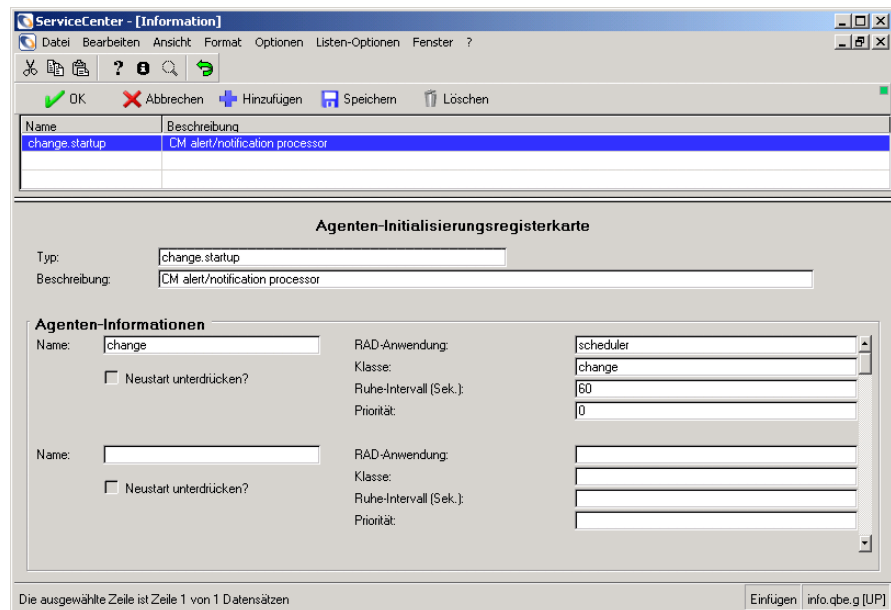 ServiceCenter - [Information]
Datei Bearbeiten Ansicht Format Optionen Listen-Optionen Fenster ?
OK Abbrechen Hinzufügen Speichern Löschen
Name Beschreibung
change.startup CM alert/notification processor
Agenten-Initialisierungsregisterkarte
Typ: change.startup
Beschreibung: CM alert/notification processor
Agenten-Informationen
Name: change RAD-Anwendung: scheduler
Klasse: change
Neustart unterdrücken?
Ruhe-Intervall (Sek.): 60
Priorität: 0
Name: RAD-Anwendung:
Klasse:
Neustart unterdrücken?
Ruhe-Intervall (Sek.):
Priorität:
Die ausgewählte Zeile ist Zeile 1 von 1 Datensätzen Einfügen info.qbe.g [UP]